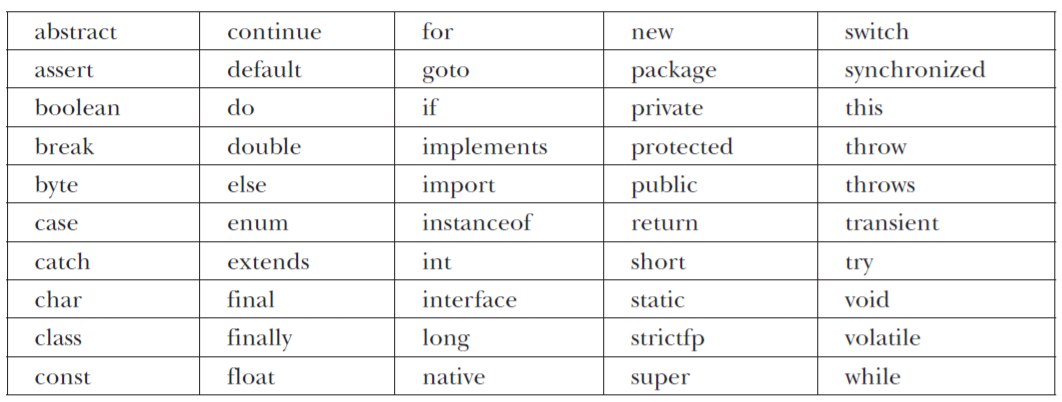 abstract continue for new switch
assert default goto package synchronized
boolean do if private this
break double implements protected throw
byte else import public throws
case enum instanceof return transient
catch extends int short try
char final interface static void
class finally long strictfp volatile
const float native super while